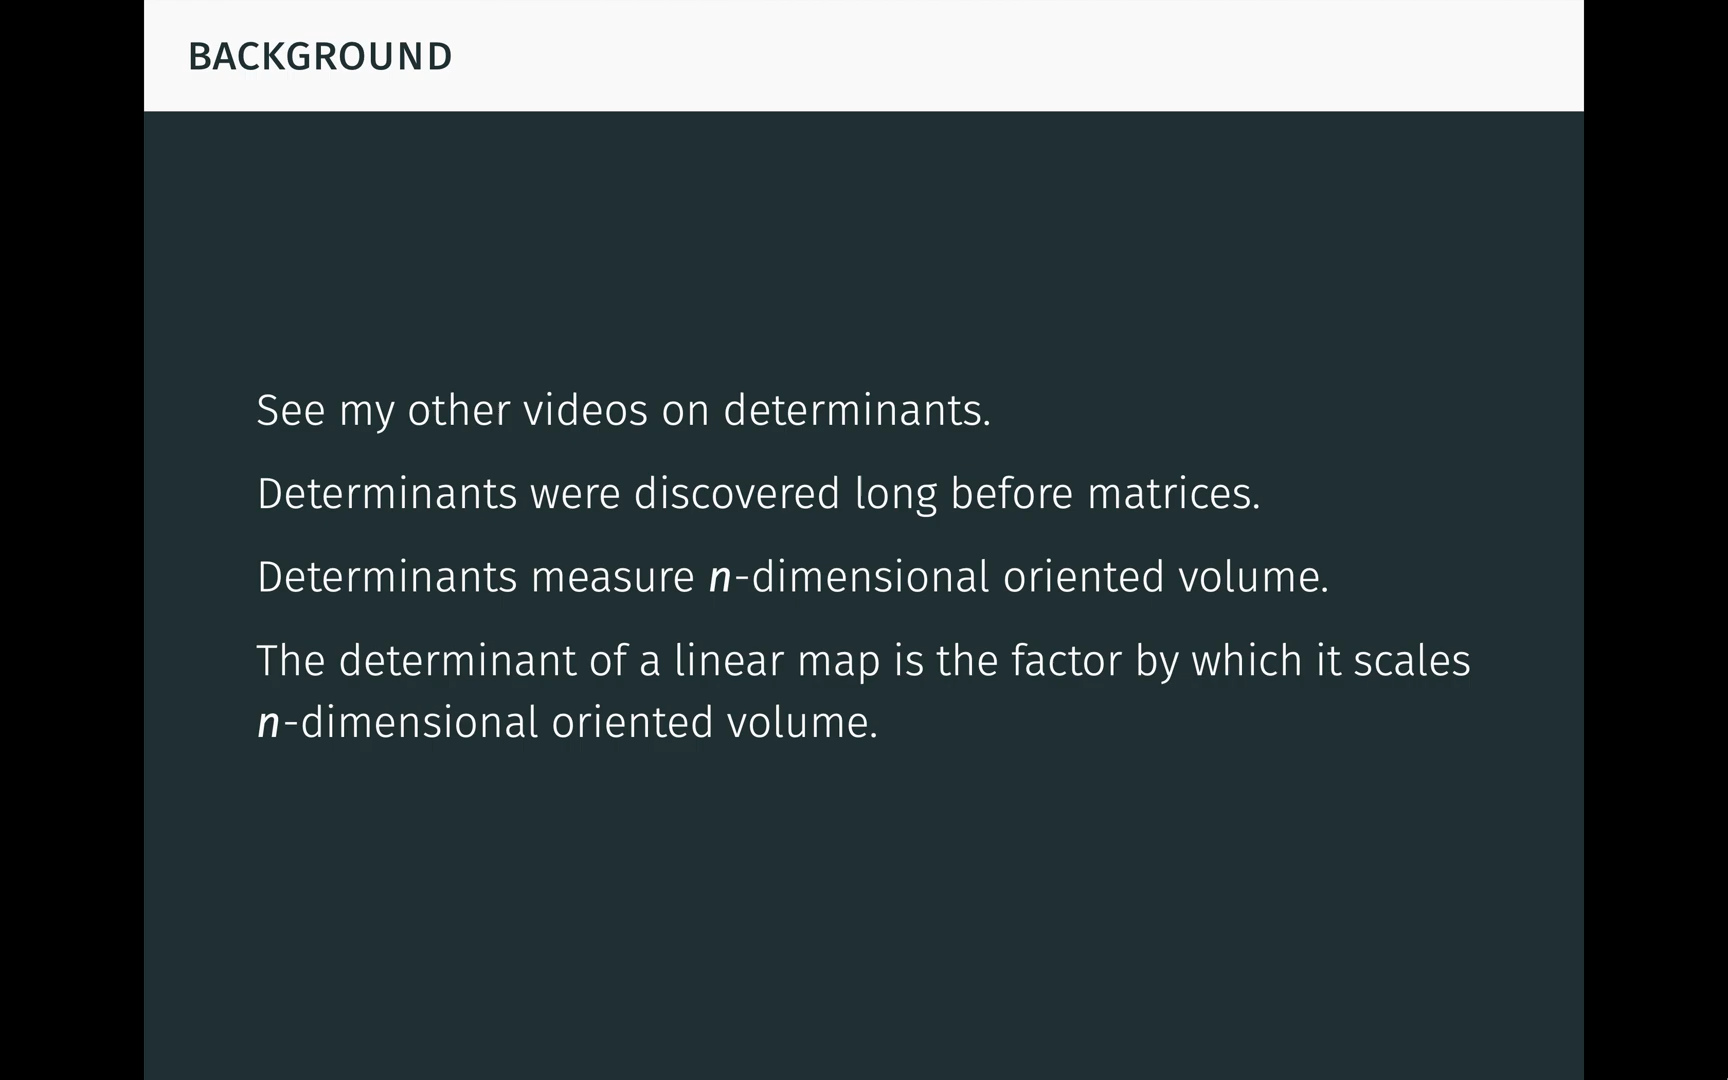 BACKGROUND
See my other videos on determinants.
Determinants were discovered long before matrices.
Determinants measure n-dimensional oriented volume.
The determinant of a linear map is the factor by which it scales
n-dimensional oriented volume.